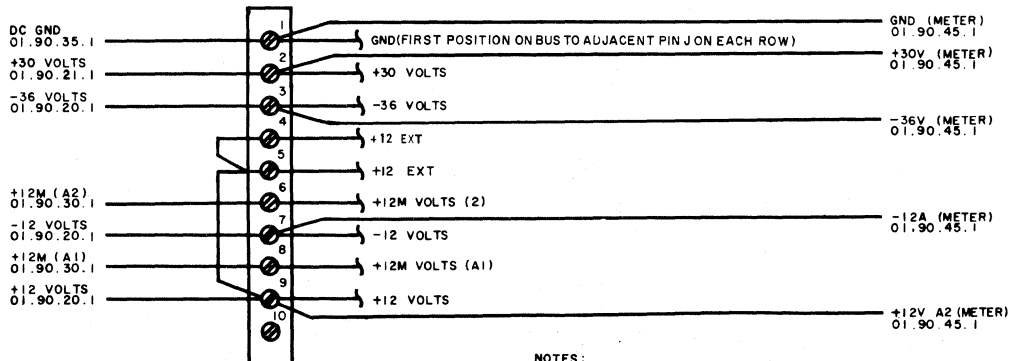 DC GND
01.90.35.1
+30 VOLTS
01.90.21.1
-36 VOLTS
01.90.20.1
+12M (A2)
01.90.30.1
-12 VOLTS
01.90.20.1
+12M (A1)
01.90.30.1
+12 VOLTS
01.90.20.1
1
2
3
4
5
6
7
8
9
10
GND(FIRST POSITION ON BUS TO ADJACENT PIN J ON EACH ROW)
+30 VOLTS
-36 VOLTS
+12 EXT
+12 EXT
+12M VOLTS (2)
-12 VOLTS
+12M VOLTS (A1)
+12 VOLTS
GND (METER)
01.90.45.1
+30V (METER)
01.90.45.1
-36V (METER)
01.90.45.1
-12A (METER)
01.90.45.1
+12V A2 (METER)
01.90.45.1
NOTES: